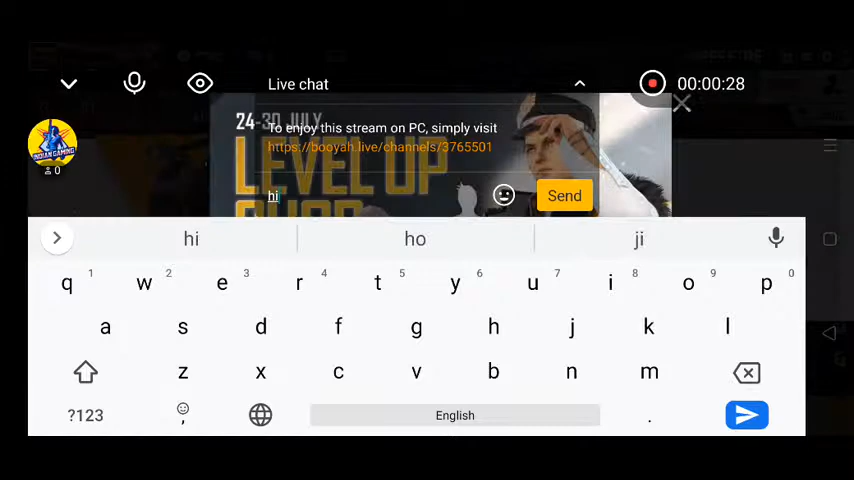 Live chat
00:00:28
24-30 JULY
To enjoy this stream on PC, simply visit
https://booyah.live/channels/3765501
LEVEL UP
INDIAN GAMING
0
hi
Send
hi ho ji
q 1 w 2 e 3 r 4 t 5 y 6 u 7 i 8 o 9 p 0
a s d f g h j k l
z x c v b n m
?123 , English .